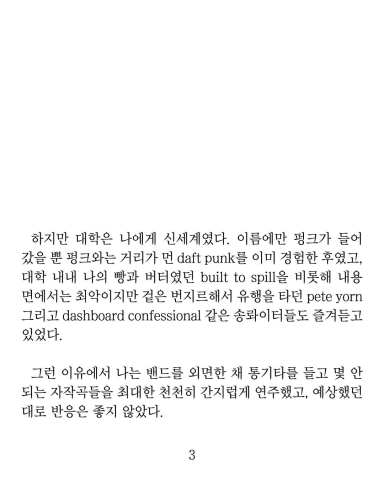 하지만 대학은 나에게 신세계였다. 이름에만 펑크가 들어
갔을 뿐 펑크와는 거리가 먼 daft punk를 이미 경험한 후였고,
대학 내내 나의 빵과 버터였던 built to spill을 비롯해 내용
면에서는 최악이지만 겉은 번지르해서 유행을 타던 pete yorn
그리고 dashboard confessional 같은 송롸이터들도 즐겨듣고
있었다.
그런 이유에서 나는 밴드를 외면한 채 통기타를 들고 몇 안
되는 자작곡들을 최대한 천천히 간지럽게 연주했고, 예상했던
대로 반응은 좋지 않았다.
3